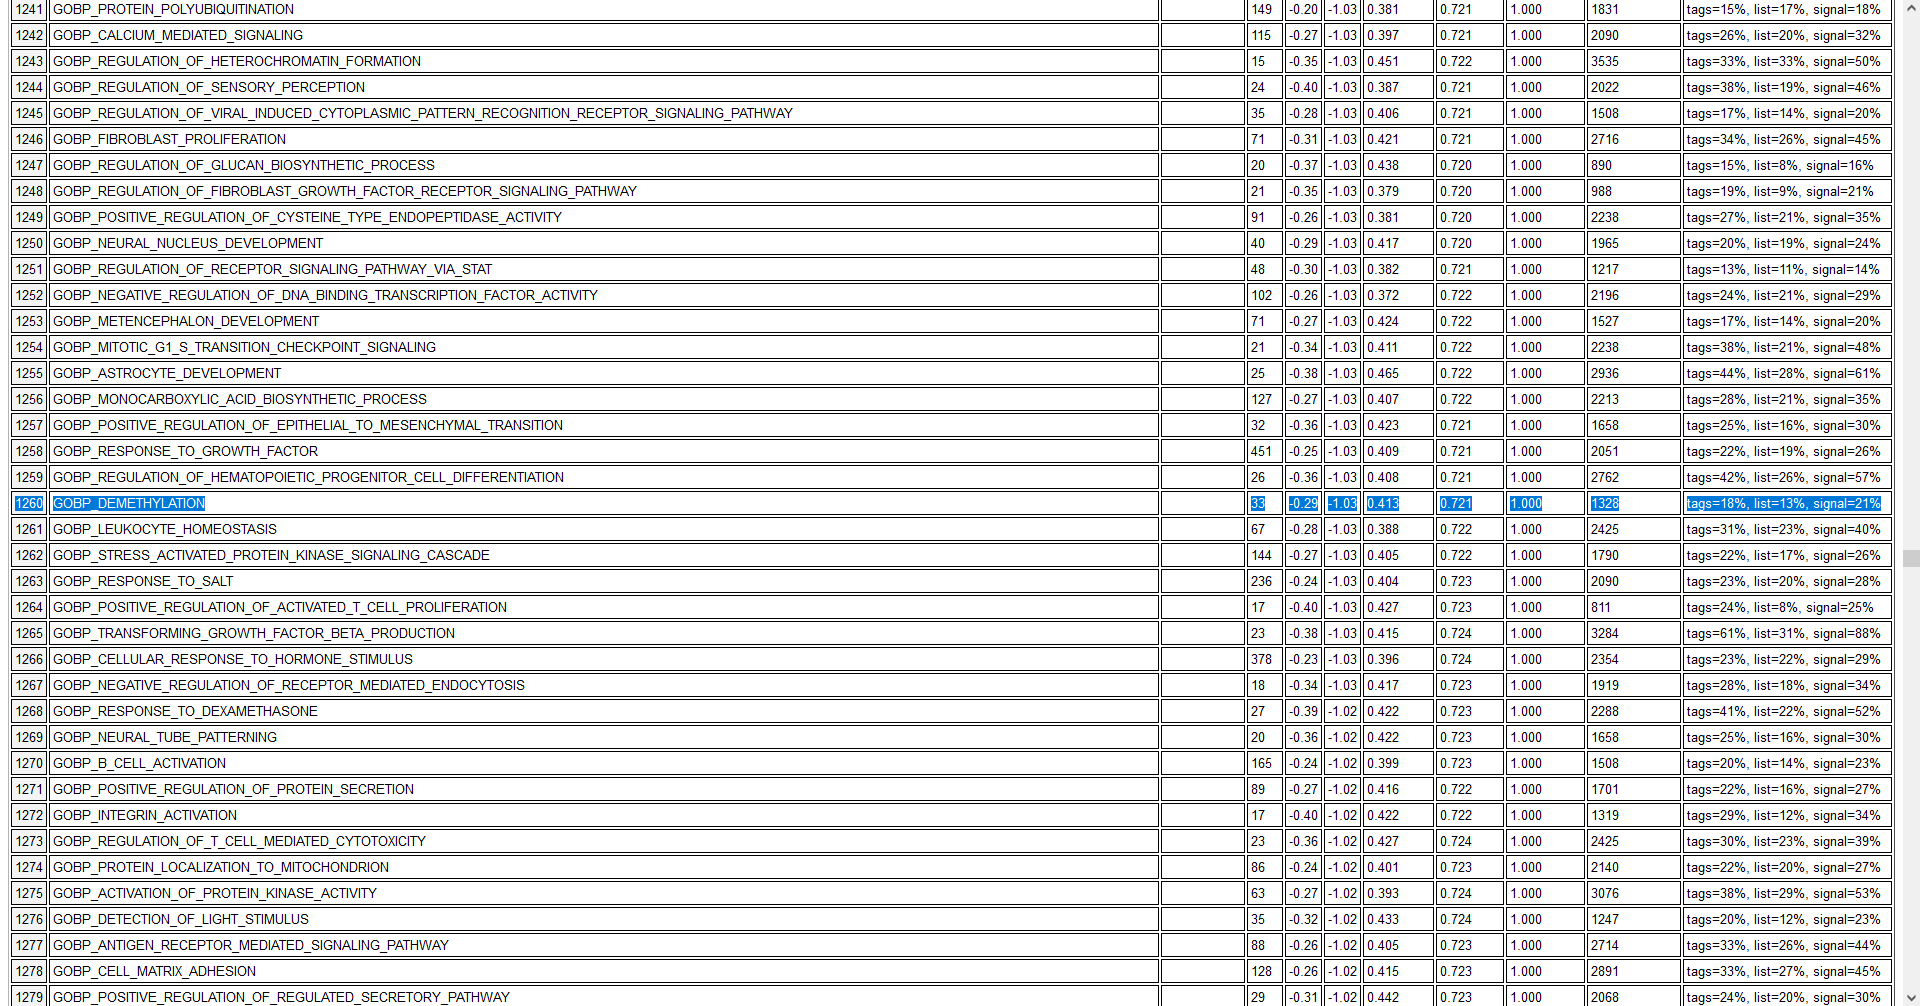 1241 GOBP_PROTEIN_POLYUBIQUITINATION 149 -0.20 -1.03 0.381 0.721 1.000 1831 tags=15%, list=17%, signal=18%
1242 GOBP_CALCIUM_MEDIATED_SIGNALING 115 -0.27 -1.03 0.397 0.721 1.000 2090 tags=26%, list=20%, signal=32%
1243 GOBP_REGULATION_OF_HETEROCHROMATIN_FORMATION 15 -0.35 -1.03 0.451 0.722 1.000 3535 tags=33%, list=33%, signal=50%
1244 GOBP_REGULATION_OF_SENSORY_PERCEPTION 24 -0.40 -1.03 0.387 0.721 1.000 2022 tags=38%, list=19%, signal=46%
1245 GOBP_REGULATION_OF_VIRAL_INDUCED_CYTOPLASMIC_PATTERN_RECOGNITION_RECEPTOR_SIGNALING_PATHWAY 35 -0.28 -1.03 0.406 0.721 1.000 1508 tags=17%, list=14%, signal=20%
1246 GOBP_FIBROBLAST_PROLIFERATION 71 -0.31 -1.03 0.421 0.721 1.000 2716 tags=34%, list=26%, signal=45%
1247 GOBP_REGULATION_OF_GLUCAN_BIOSYNTHETIC_PROCESS 20 -0.37 -1.03 0.438 0.720 1.000 890 tags=15%, list=8%, signal=16%
1248 GOBP_REGULATION_OF_FIBROBLAST_GROWTH_FACTOR_RECEPTOR_SIGNALING_PATHWAY 21 -0.35 -1.03 0.379 0.720 1.000 988 tags=19%, list=9%, signal=21%
1249 GOBP_POSITIVE_REGULATION_OF_CYSTEINE_TYPE_ENDOPEPTIDASE_ACTIVITY 91 -0.26 -1.03 0.381 0.720 1.000 2238 tags=27%, list=21%, signal=35%
1250 GOBP_NEURAL_NUCLEUS_DEVELOPMENT 40 -0.29 -1.03 0.417 0.720 1.000 1965 tags=20%, list=19%, signal=24%
1251 GOBP_REGULATION_OF_RECEPTOR_SIGNALING_PATHWAY_VIA_STAT 48 -0.30 -1.03 0.382 0.721 1.000 1217 tags=13%, list=11%, signal=14%
1252 GOBP_NEGATIVE_REGULATION_OF_DNA_BINDING_TRANSCRIPTION_FACTOR_ACTIVITY 102 -0.26 -1.03 0.372 0.722 1.000 2196 tags=24%, list=21%, signal=29%
1253 GOBP_METENCEPHALON_DEVELOPMENT 71 -0.27 -1.03 0.424 0.722 1.000 1527 tags=17%, list=14%, signal=20%
1254 GOBP_MITOTIC_G1_S_TRANSITION_CHECKPOINT_SIGNALING 21 -0.34 -1.03 0.411 0.722 1.000 2238 tags=38%, list=21%, signal=48%
1255 GOBP_ASTROCYTE_DEVELOPMENT 25 -0.38 -1.03 0.465 0.722 1.000 2936 tags=44%, list=28%, signal=61%
1256 GOBP_MONOCARBOXYLIC_ACID_BIOSYNTHETIC_PROCESS 127 -0.27 -1.03 0.407 0.722 1.000 2213 tags=28%, list=21%, signal=35%
1257 GOBP_POSITIVE_REGULATION_OF_EPITHELIAL_TO_MESENCHYMAL_TRANSITION 32 -0.36 -1.03 0.423 0.721 1.000 1658 tags=25%, list=16%, signal=30%
1258 GOBP_RESPONSE_TO_GROWTH_FACTOR 451 -0.25 -1.03 0.409 0.721 1.000 2051 tags=22%, list=19%, signal=26%
1259 GOBP_REGULATION_OF_HEMATOPOIETIC_PROGENITOR_CELL_DIFFERENTIATION 26 -0.36 -1.03 0.408 0.721 1.000 2762 tags=42%, list=26%, signal=57%
1260 GOBP_DEMETHYLATION 33 -0.29 -1.03 0.413 0.721 1.000 1328 tags=18%, list=13%, signal=21%
1261 GOBP_LEUKOCYTE_HOMEOSTASIS 67 -0.28 -1.03 0.388 0.722 1.000 2425 tags=31%, list=23%, signal=40%
1262 GOBP_STRESS_ACTIVATED_PROTEIN_KINASE_SIGNALING_CASCADE 144 -0.27 -1.03 0.405 0.722 1.000 1790 tags=22%, list=17%, signal=26%
1263 GOBP_RESPONSE_TO_SALT 236 -0.24 -1.03 0.404 0.723 1.000 2090 tags=23%, list=20%, signal=28%
1264 GOBP_POSITIVE_REGULATION_OF_ACTIVATED_T_CELL_PROLIFERATION 17 -0.40 -1.03 0.427 0.723 1.000 811 tags=24%, list=8%, signal=25%
1265 GOBP_TRANSFORMING_GROWTH_FACTOR_BETA_PRODUCTION 23 -0.38 -1.03 0.415 0.724 1.000 3284 tags=61%, list=31%, signal=88%
1266 GOBP_CELLULAR_RESPONSE_TO_HORMONE_STIMULUS 378 -0.23 -1.03 0.396 0.724 1.000 2354 tags=23%, list=22%, signal=29%
1267 GOBP_NEGATIVE_REGULATION_OF_RECEPTOR_MEDIATED_ENDOCYTOSIS 18 -0.34 -1.03 0.417 0.723 1.000 1919 tags=28%, list=18%, signal=34%
1268 GOBP_RESPONSE_TO_DEXAMETHASONE 27 -0.39 -1.02 0.422 0.723 1.000 2288 tags=41%, list=22%, signal=52%
1269 GOBP_NEURAL_TUBE_PATTERNING 20 -0.36 -1.02 0.422 0.723 1.000 1658 tags=25%, list=16%, signal=30%
1270 GOBP_B_CELL_ACTIVATION 165 -0.24 -1.02 0.399 0.723 1.000 1508 tags=20%, list=14%, signal=23%
1271 GOBP_POSITIVE_REGULATION_OF_PROTEIN_SECRETION 89 -0.27 -1.02 0.416 0.722 1.000 1701 tags=22%, list=16%, signal=27%
1272 GOBP_INTEGRIN_ACTIVATION 17 -0.40 -1.02 0.422 0.722 1.000 1319 tags=29%, list=12%, signal=34%
1273 GOBP_REGULATION_OF_T_CELL_MEDIATED_CYTOTOXICITY 23 -0.36 -1.02 0.427 0.724 1.000 2425 tags=30%, list=23%, signal=39%
1274 GOBP_PROTEIN_LOCALIZATION_TO_MITOCHONDRION 86 -0.24 -1.02 0.401 0.723 1.000 2140 tags=22%, list=20%, signal=27%
1275 GOBP_ACTIVATION_OF_PROTEIN_KINASE_ACTIVITY 63 -0.27 -1.02 0.393 0.724 1.000 3076 tags=38%, list=29%, signal=53%
1276 GOBP_DETECTION_OF_LIGHT_STIMULUS 35 -0.32 -1.02 0.433 0.724 1.000 1247 tags=20%, list=12%, signal=23%
1277 GOBP_ANTIGEN_RECEPTOR_MEDIATED_SIGNALING_PATHWAY 88 -0.26 -1.02 0.405 0.723 1.000 2714 tags=33%, list=26%, signal=44%
1278 GOBP_CELL_MATRIX_ADHESION 128 -0.26 -1.02 0.415 0.723 1.000 2891 tags=33%, list=27%, signal=45%
1279 GOBP_POSITIVE_REGULATION_OF_REGULATED_SECRETORY_PATHWAY 29 -0.31 -1.02 0.442 0.723 1.000 2068 tags=24%, list=20%, signal=30%